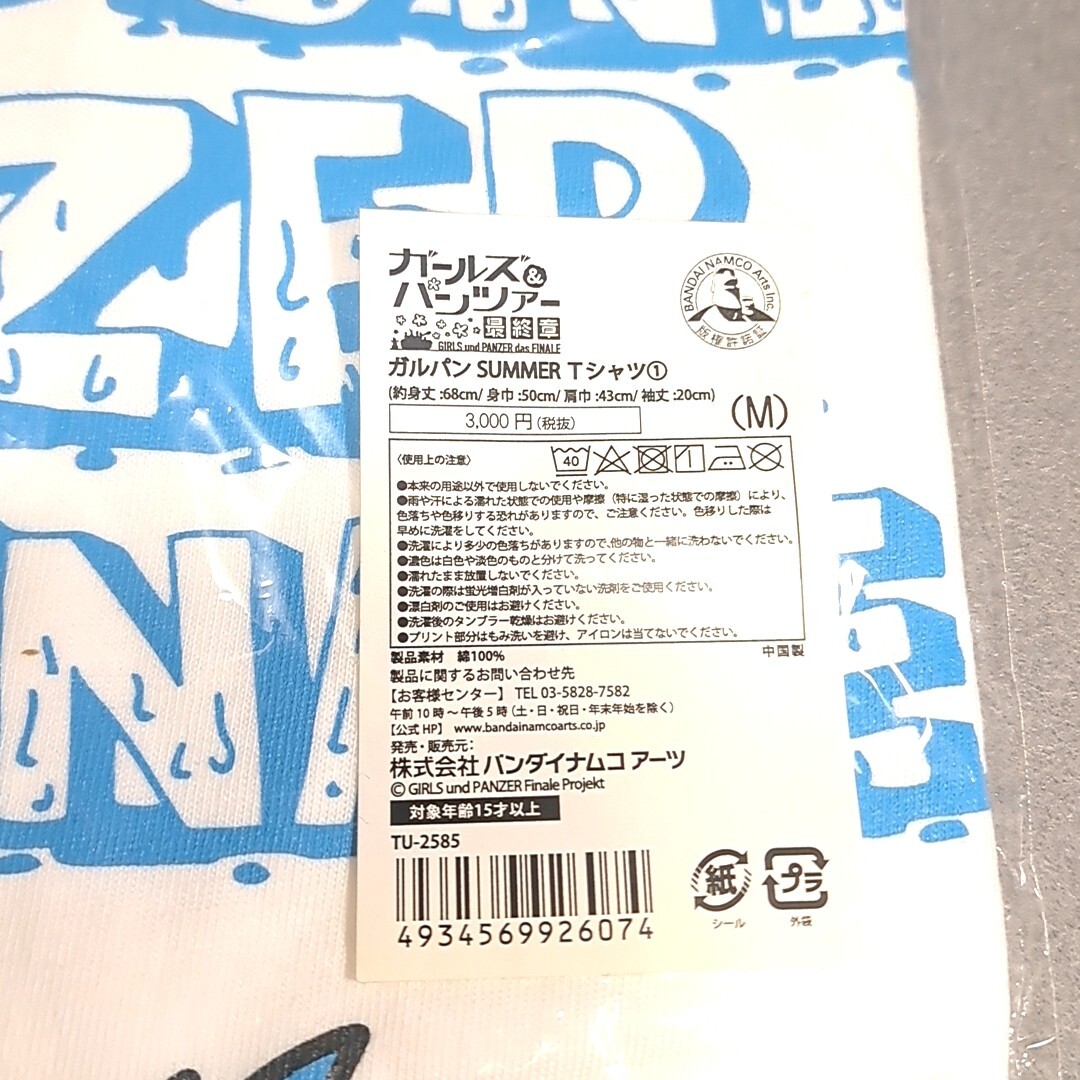 ZER
NALE
ガールズ&
パンツァー
最終章
GIRLS und PANZER das FINALE
BANDAI NAMCO Arts Inc.
版権許諾証
ガルパン SUMMER Tシャツ①
(約身丈:68cm/ 身巾:50cm/ 肩巾:43cm/ 袖丈:20cm)
3,000 円(税抜)
(M)
〈使用上の注意〉
40
●本来の用途以外で使用しないでください。
●雨や汗による濡れた状態での使用や摩擦(特に湿った状態での摩擦)により、
色落ちや色移りする恐れがありますので、ご注意ください。色移りした際は
早めに洗濯をしてください。
●洗濯により多少の色落ちがありますので、他の物と一緒に洗わないでください。
●濃色は白色や淡色のものと分けて洗ってください。
●濡れたまま放置しないでください。
●洗濯の際は蛍光増白剤が入っていない洗剤をご使用ください。
●漂白剤のご使用はお避けください。
●洗濯後のタンブラー乾燥はお避けください。
●プリント部分はもみ洗いを避け、アイロンは当てないでください。
製品素材 綿100%
中国製
製品に関するお問い合わせ先
【お客様センター】 TEL 03-5828-7582
午前10時〜午後5時(土・日・祝日・年末年始を除く)
【公式HP】 www.bandainamcoarts.co.jp
発売・販売元:
株式会社バンダイナムコアーツ
© GIRLS und PANZER Finale Projekt
対象年齢15才以上
TU-2585
4934569926074
紙
シール
プラ
外袋